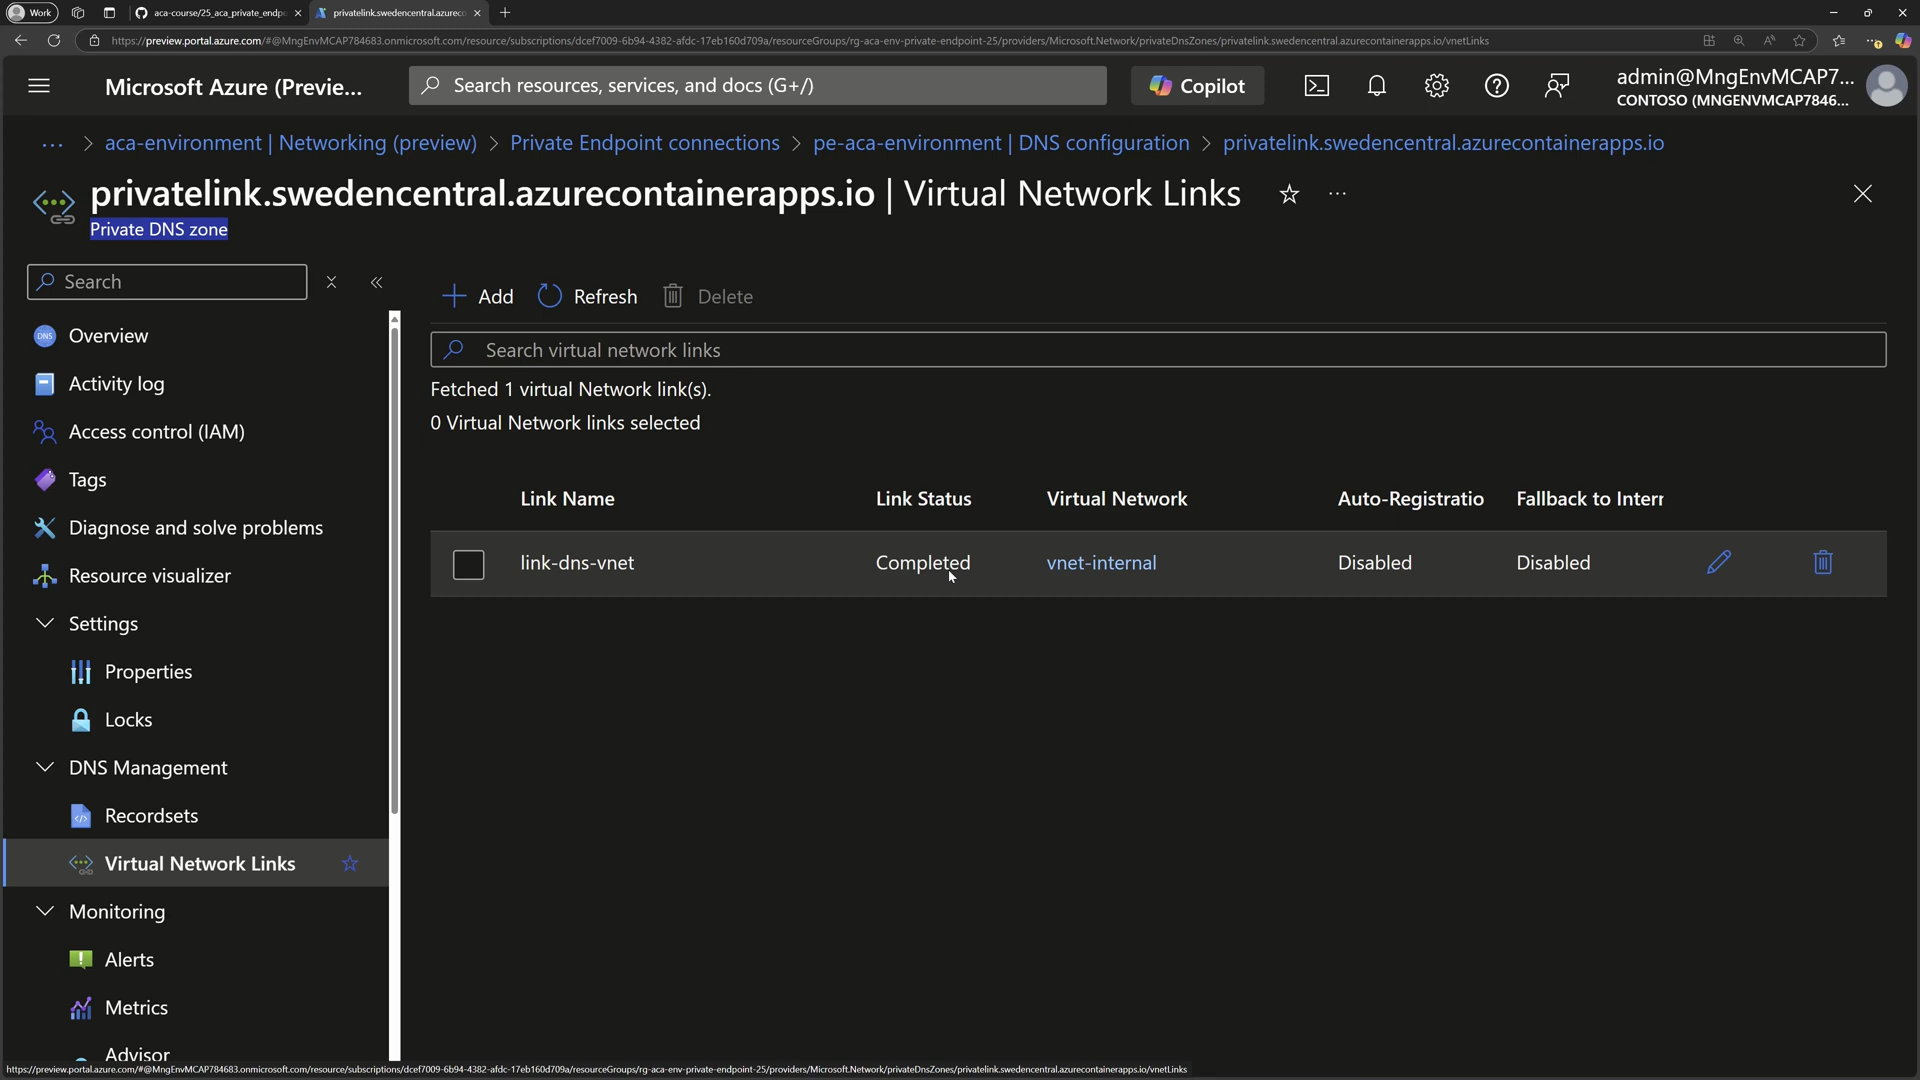 Work
aca-course/25_aca_private_endpo
privatelink.swedencentral.azurec
https://preview.portal.azure.com/#@MngEnvMCAP784683.onmicrosoft.com/resource/subscriptions/dcef7009-6b94-4382-afdc-17eb160d709a/resourceGroups/rg-aca-env-private-endpoint-25/providers/Microsoft.Network/privateDnsZones/privatelink.swedencentral.azurecontainerapps.io/vnetLinks
Microsoft Azure (Previe...
Search resources, services, and docs (G+/)
Copilot
admin@MngEnvMCAP7...
CONTOSO (MNGENVMCAP7846...
... > aca-environment | Networking (preview) > Private Endpoint connections > pe-aca-environment | DNS configuration > privatelink.swedencentral.azurecontainerapps.io
privatelink.swedencentral.azurecontainerapps.io | Virtual Network Links
Private DNS zone
Search
Overview
Activity log
Access control (IAM)
Tags
Diagnose and solve problems
Resource visualizer
Settings
Properties
Locks
DNS Management
Recordsets
Virtual Network Links
Monitoring
Alerts
Metrics
Advisor
Add Refresh Delete
Search virtual network links
Fetched 1 virtual Network link(s).
0 Virtual Network links selected
Link Name Link Status Virtual Network Auto-Registratio Fallback to Interr
link-dns-vnet Completed vnet-internal Disabled Disabled
https://preview.portal.azure.com/#@MngEnvMCAP784683.onmicrosoft.com/resource/subscriptions/dcef7009-6b94-4382-afdc-17eb160d709a/resourceGroups/rg-aca-env-private-endpoint-25/providers/Microsoft.Network/privateDnsZones/privatelink.swedencentral.azurecontainerapps.io/vnetLinks